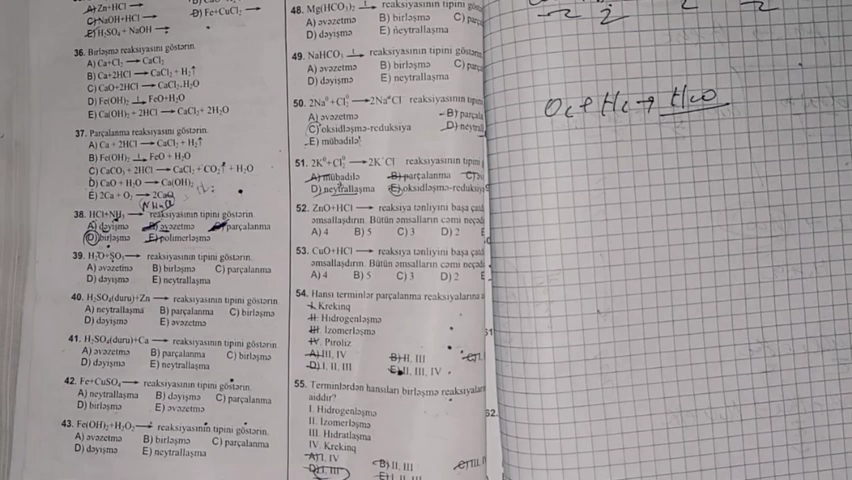 A) Zn+HCl →
C) NaOH+HCl →
D) Fe+CuCl₂ →
E) H₂SO₄ + NaOH →
36. Birləşmə reaksiyasını göstərin.
A) Ca+Cl₂ → CaCl₂
B) Ca+2HCl → CaCl₂ + H₂↑
C) CaO+2HCl → CaCl₂.H₂O
D) Fe(OH)₂ →t FeO+H₂O
E) Ca(OH)₂ + 2HCl → CaCl₂ + 2H₂O
37. Parçalanma reaksiyasını göstərin.
A) Ca + 2HCl → CaCl₂ + H₂↑
B) Fe(OH)₂ →t FeO + H₂O
C) CaCO₃ + 2HCl → CaCl₂ + CO₂↑ + H₂O
D) CaO + H₂O → Ca(OH)₂
E) 2Ca + O₂ → 2CaO
38. HCl+NH₃ → reaksiyasının tipini göstərin.
A) dəyişmə B) əvəzetmə C) parçalanma
D) birləşmə E) polimerləşmə
39. H₂O+SO₃ → reaksiyasının tipini göstərin.
A) əvəzetmə B) birləşmə C) parçalanma
D) dəyişmə E) neytrallaşma
40. H₂SO₄(duru)+Zn → reaksiyasının tipini göstərin.
A) neytrallaşma B) parçalanma C) birləşmə
D) dəyişmə E) əvəzetmə
41. H₂SO₄(duru)+Ca → reaksiyasının tipini göstərin.
A) əvəzetmə B) parçalanma C) birləşmə
D) dəyişmə E) neytrallaşma
42. Fe+CuSO₄ → reaksiyasının tipini göstərin.
A) neytrallaşma B) dəyişmə C) parçalanma
D) birləşmə E) əvəzetmə
43. Fe(OH)₂+H₂O₂ → reaksiyasının tipini göstərin.
A) əvəzetmə B) birləşmə C) parçalanma
D) dəyişmə E) neytrallaşma
48. Mg(HCO₃)₂ →t reaksiyasının tipini
A) əvəzetmə B) birləşmə C)
D) dəyişmə E) neytrallaşma
49. NaHCO₃ →t reaksiyasının tipini
A) əvəzetmə B) birləşmə C)
D) dəyişmə E) neytrallaşma
50. 2Na⁰+Cl₂⁰ → 2Na⁺Cl⁻ reaksiyasının tipini
A) əvəzetmə B)
C) oksidləşmə-reduksiya D)
E) mübadilə
51. 2K⁰+Cl₂⁰ → 2K⁺Cl⁻ reaksiyasının tipini
A) mübadilə B) parçalanma C)
D) neytrallaşma E) oksidləşmə-reduksiya
52. ZnO+HCl → reaksiya tənliyini başa
əmsallaşdırın. Bütün əmsalların cəmi
A) 4 B) 5 C) 3 D) 2 E
53. CuO+HCl → reaksiya tənliyini başa
əmsallaşdırın. Bütün əmsalların cəmi
A) 4 B) 5 C) 3 D) 2 E
54. Hansı terminlər parçalanma reaksiyalarına
I. Krekinq
II. Hidrogenləşmə
III. İzomerləşmə
IV. Piroliz
A) III, IV B) II, III C) I,
D) I, II, III E) II, III, IV
55. Terminlərdən hansıları birləşmə
aiddir?
I. Hidrogenləşmə
II. İzomerləşmə
III. Hidratlaşma
IV. Krekinq
A) I, IV B) II, III C) III,
D) I, III